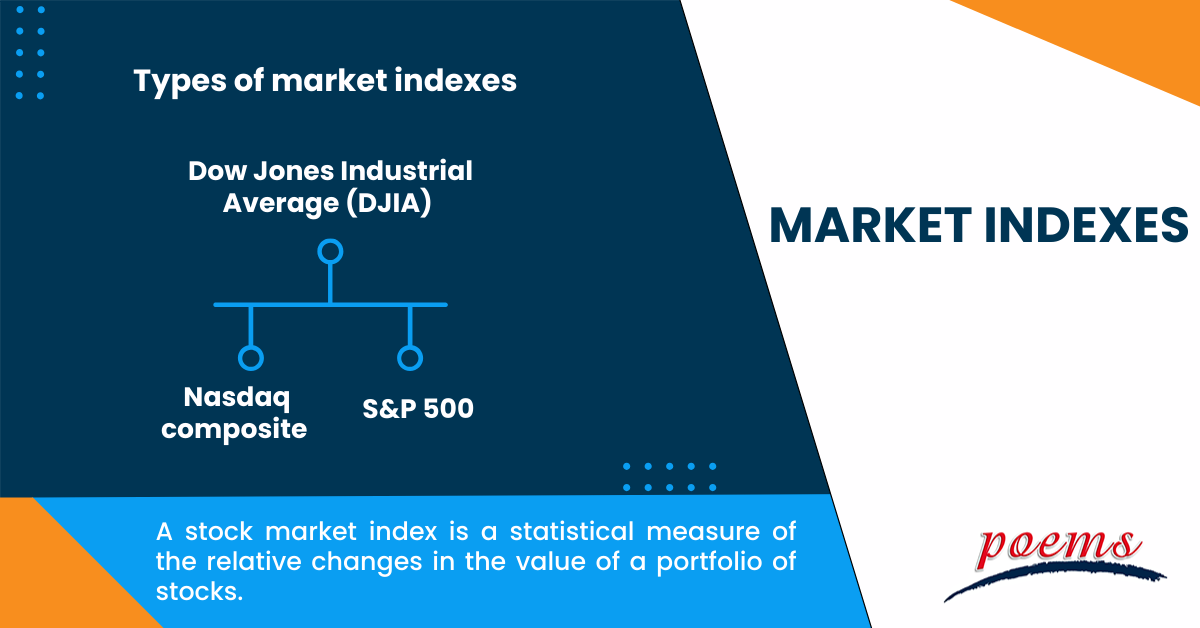 Types of market indexes
Dow Jones Industrial
Average (DJIA)
Nasdaq
composite
S&P 500
MARKET INDEXES
A stock market index is a statistical measure of
the relative changes in the value of a portfolio of
stocks.
poems